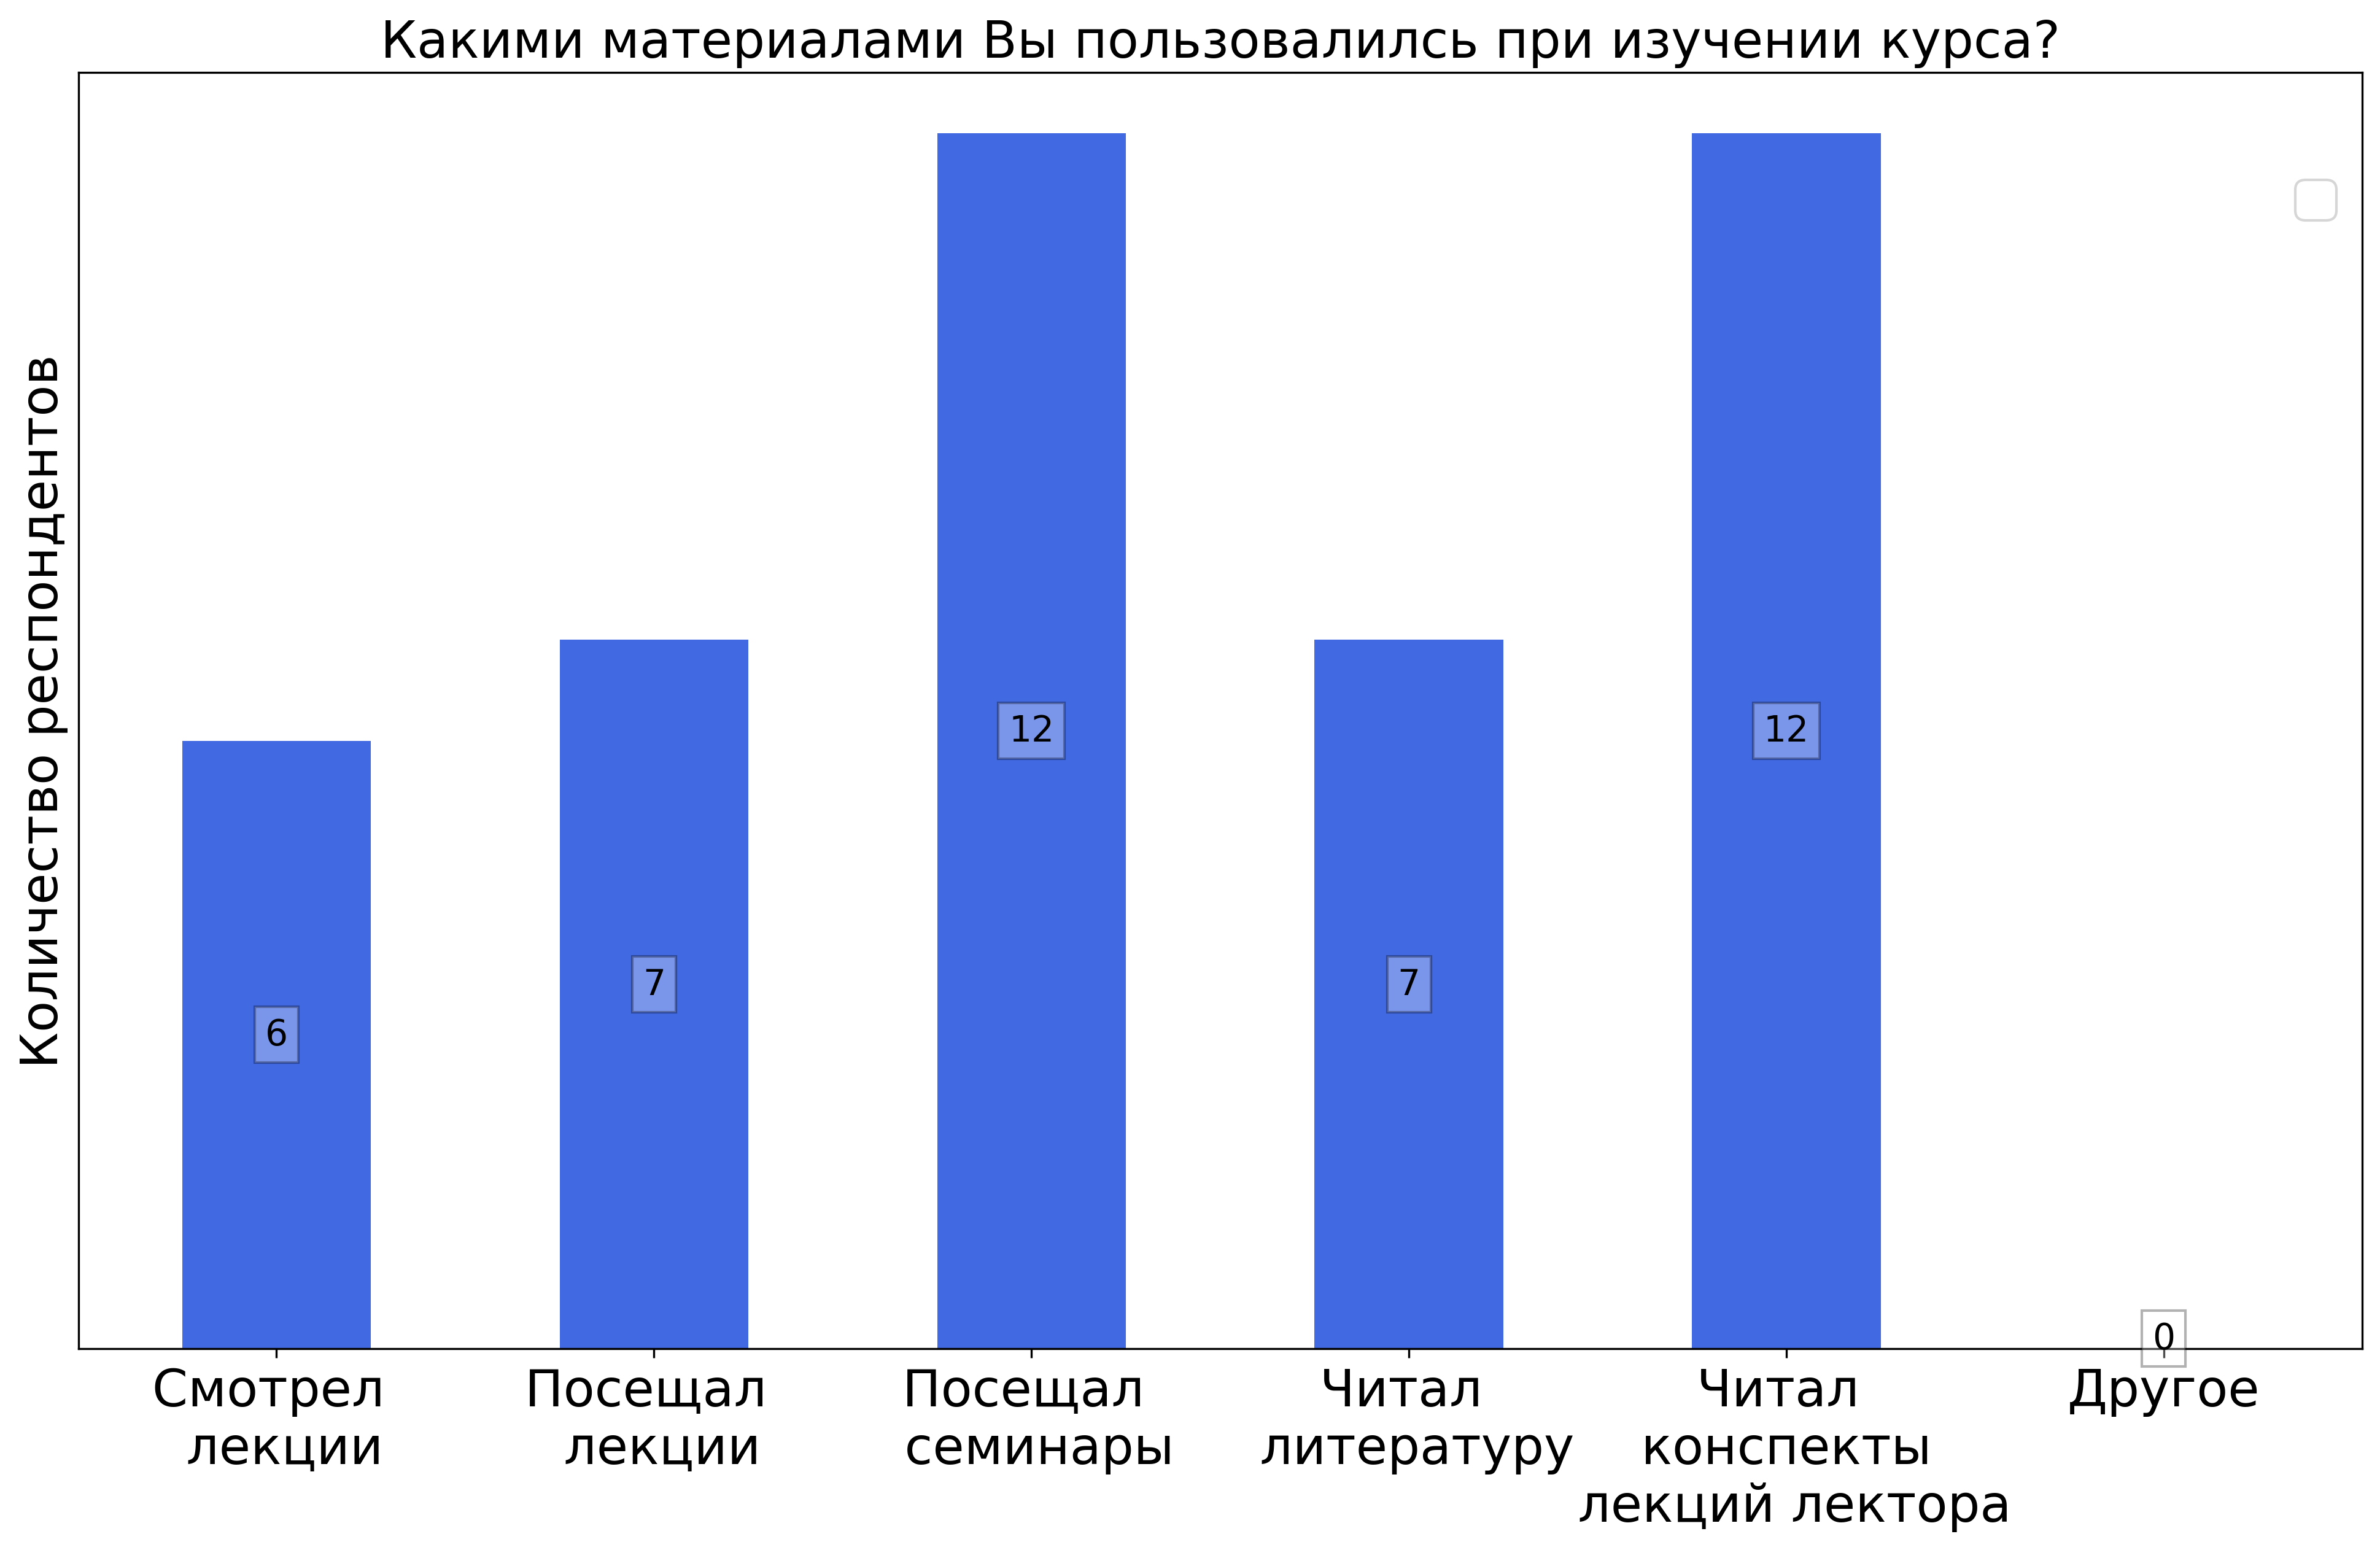 Какими материалами Вы пользовалилсь при изучении курса?
Количество респондентов
12
12
7
7
6
0
Смотрел
лекции
Посещал
лекции
Посещал
семинары
Читал
литературу
Читал
конспекты
лекций лектора
Другое